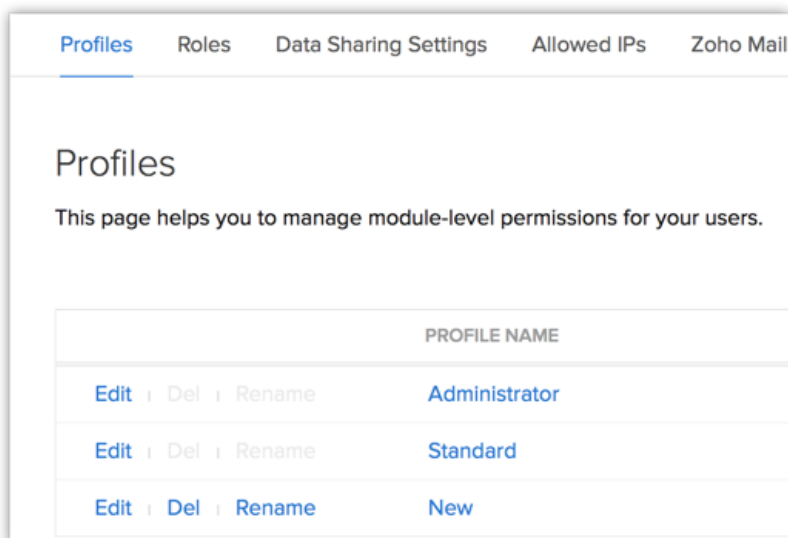 Profiles Roles Data Sharing Settings Allowed IPs Zoho Mail
Profiles
This page helps you to manage module-level permissions for your users.
PROFILE NAME
Edit Del Rename Administrator
Edit Del Rename Standard
Edit Del Rename New